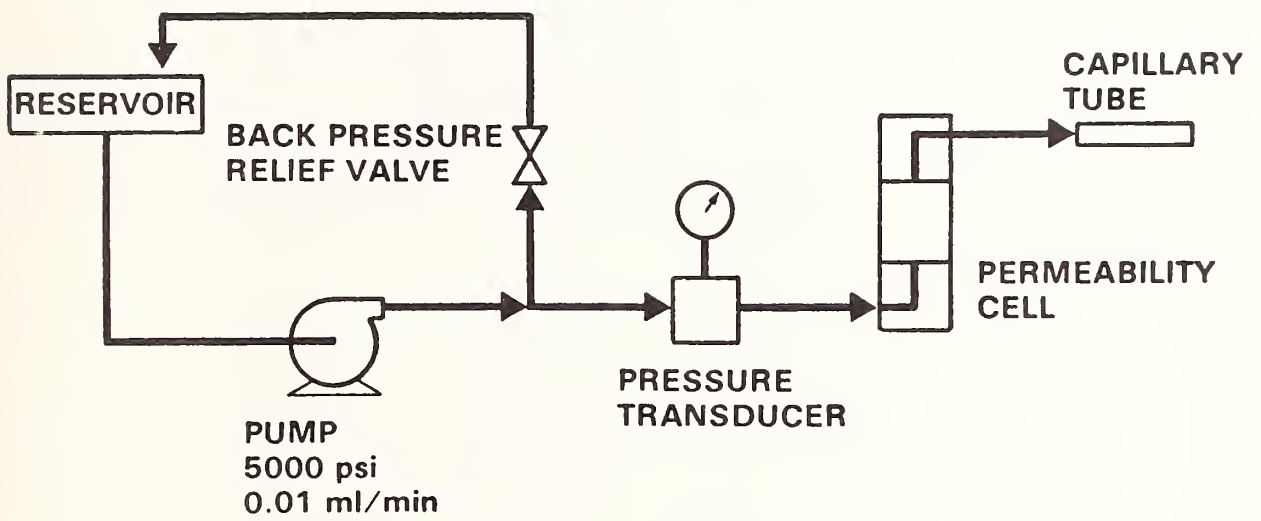 RESERVOIR
BACK PRESSURE
RELIEF VALVE
CAPILLARY
TUBE
PERMEABILITY
CELL
PRESSURE
TRANSDUCER
PUMP
5000 psi
0.01 ml/min